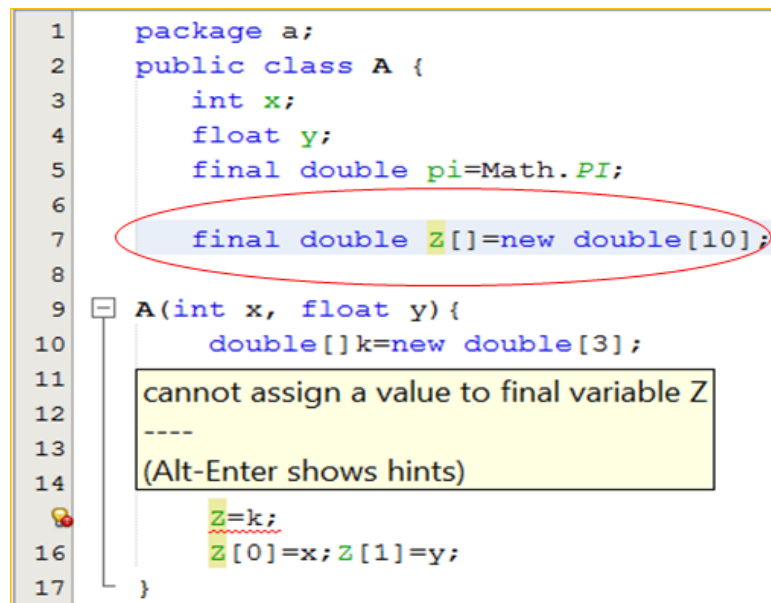 1 package a;
2 public class A {
3 int x;
4 float y;
5 final double pi=Math.PI;
6
7 final double Z[]=new double[10];
8
9 A(int x, float y){
10 double[]k=new double[3];
11
12
13
14
cannot assign a value to final variable Z
----
(Alt-Enter shows hints)
Z=k;
16 Z[0]=x;Z[1]=y;
17 }